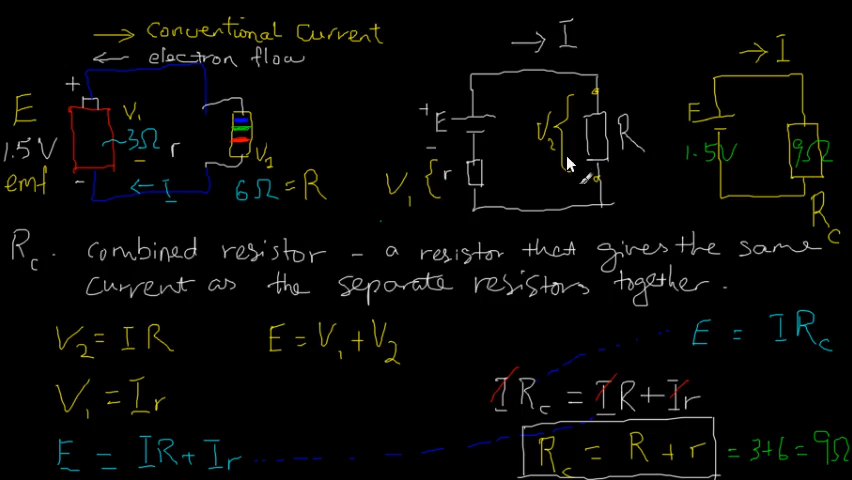 → Conventional Current
← electron flow
→ I
→ I
+
E
1.5V
emf
-
V₁
~3Ω
-
r
← I
V₂
6Ω = R
+
E
-
r
V₁
V₂
R
E
1.5V
9Ω
Rc
Rc . Combined resistor - a resistor that gives the same
current as the separate resistors together.
V₂ = IR
E = V₁ + V₂
E = IRc
V₁ = Ir
IRc = IR + Ir
E = IR + Ir
Rc = R + r = 3+6 = 9Ω